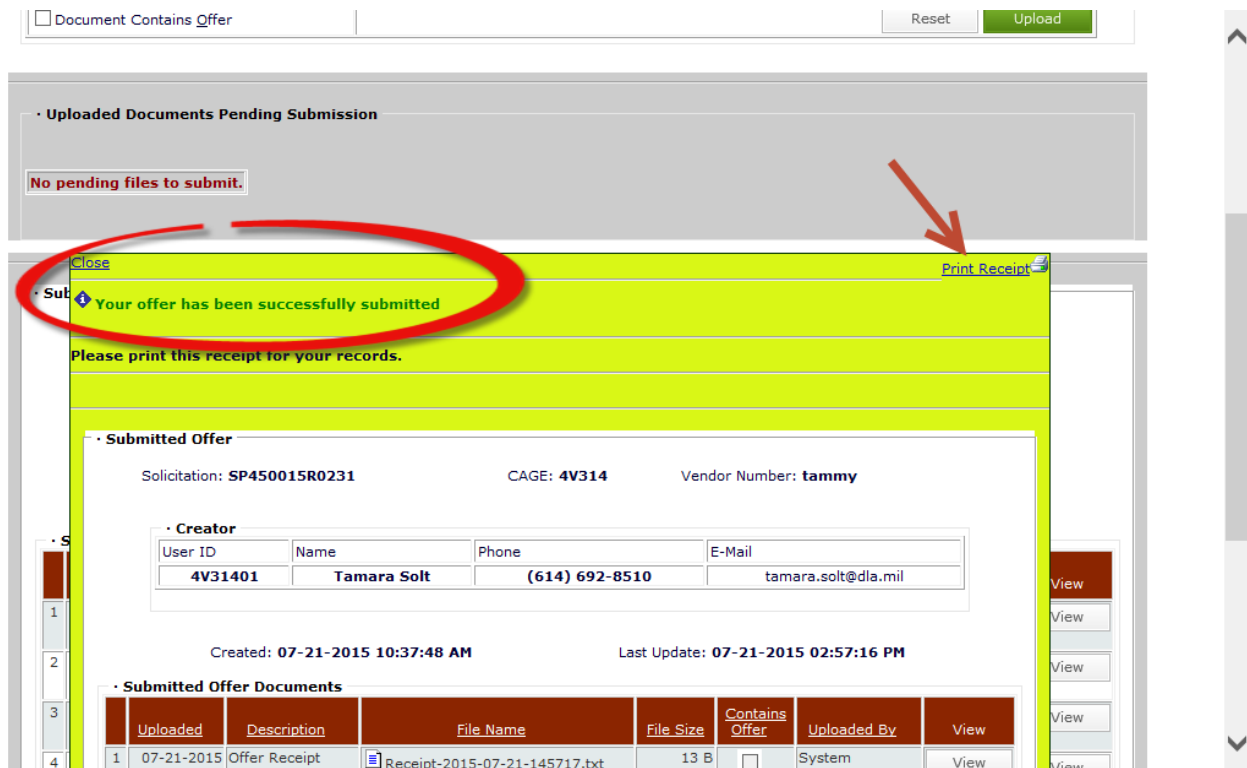 Document Contains Offer
Reset Upload
· Uploaded Documents Pending Submission
No pending files to submit.
Close Print Receipt
· Sub
Your offer has been successfully submitted
Please print this receipt for your records.
· Submitted Offer
Solicitation: SP450015R0231 CAGE: 4V314 Vendor Number: tammy
· Creator
· S
User ID Name Phone E-Mail
4V31401 Tamara Solt (614) 692-8510 tamara.solt@dla.mil
View
1 View
Created: 07-21-2015 10:37:48 AM Last Update: 07-21-2015 02:57:16 PM
2 View
· Submitted Offer Documents
3 View
Uploaded Description File Name File Size Contains Offer Uploaded By View
4 1 07-21-2015 Offer Receipt Receipt-2015-07-21-145717.txt 13 B System View View